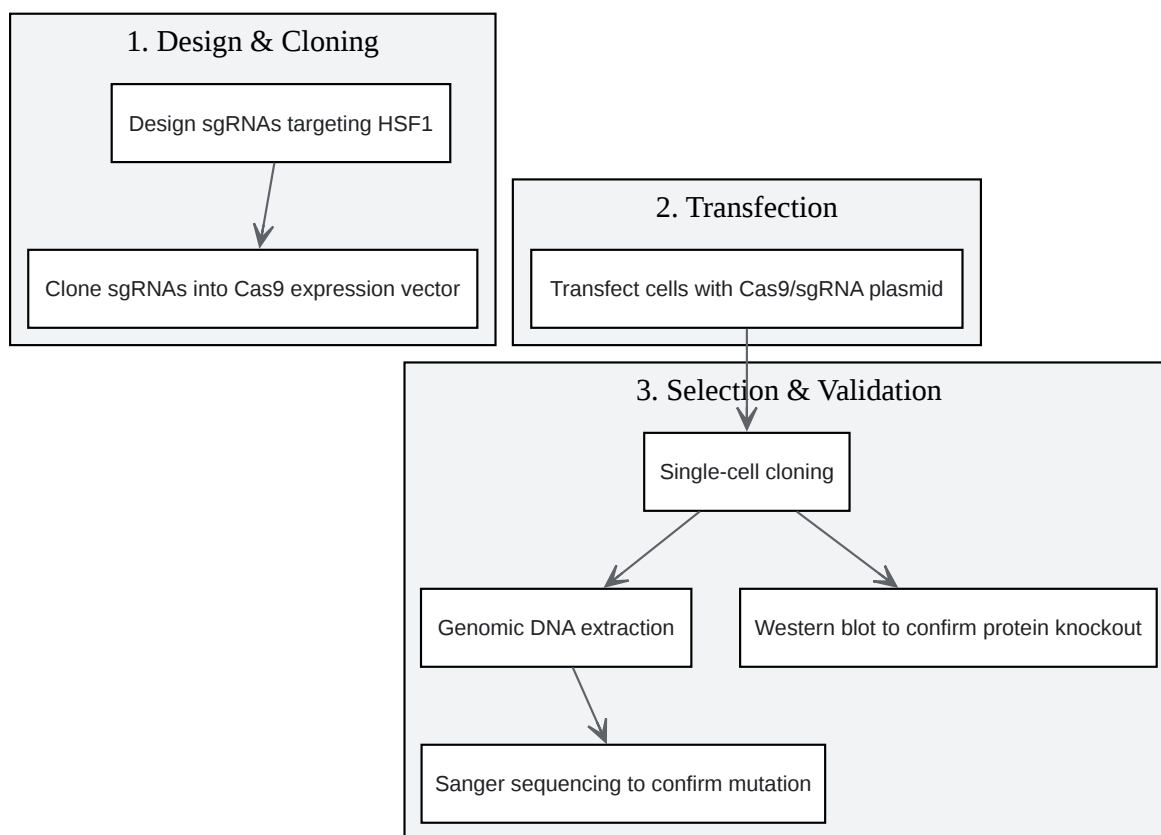 1. Design & Cloning
Design sgRNAs targeting HSF1
Clone sgRNAs into Cas9 expression vector
2. Transfection
Transfect cells with Cas9/sgRNA plasmid
3. Selection & Validation
Single-cell cloning
Genomic DNA extraction
Western blot to confirm protein knockout
Sanger sequencing to confirm mutation